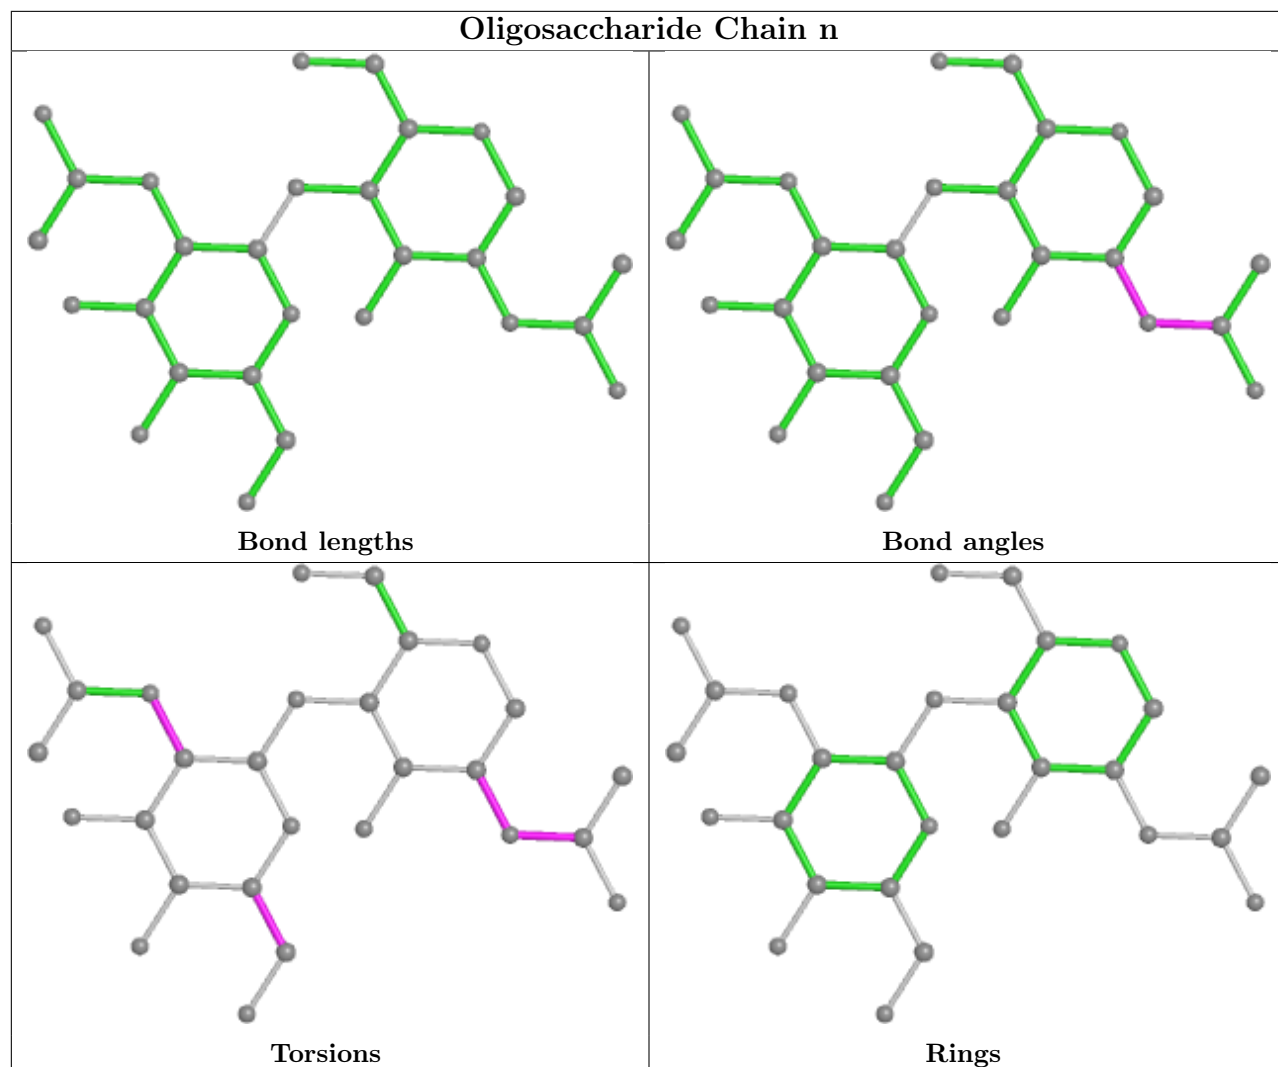 Oligosaccharide Chain n
Bond lengths
Bond angles
Torsions
Rings